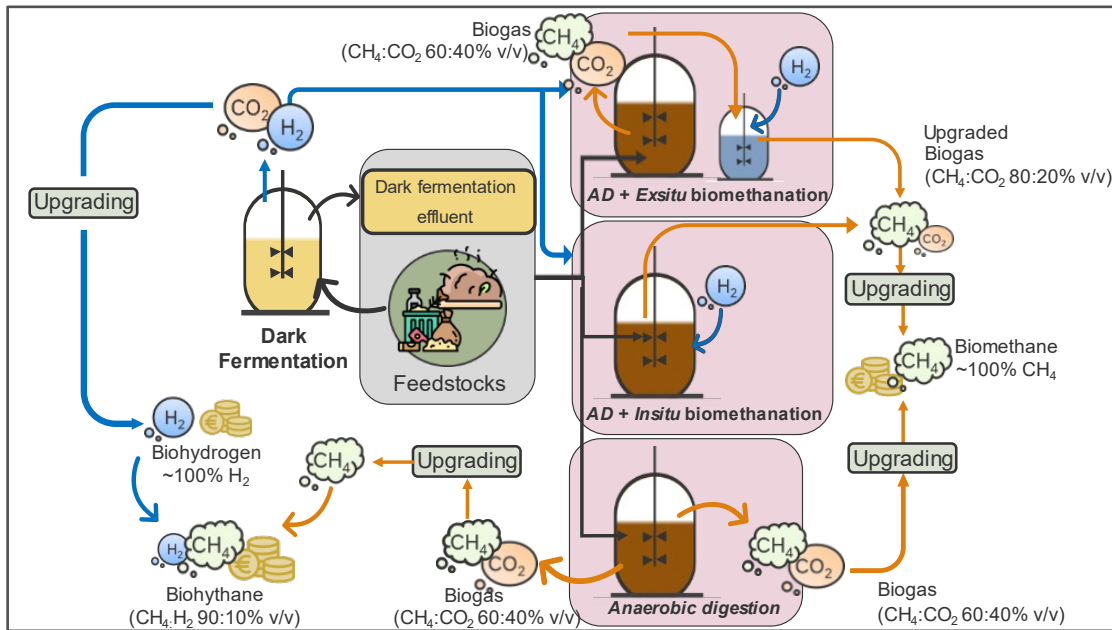 Biogas
(CH₄:CO₂ 60:40% v/v)
CH₄
CO₂
H₂
CO₂
H₂
Upgrading
Dark fermentation
effluent
Dark
Fermentation
Feedstocks
AD + Exsitu biomethanation
Upgraded
Biogas
(CH₄:CO₂ 80:20% v/v)
CH₄
CO₂
Upgrading
H₂
AD + Insitu biomethanation
CH₄
Biomethane
~100% CH₄
H₂
Biohydrogen
~100% H₂
CH₄
Upgrading
Upgrading
H₂
CH₄
Biohythane
(CH₄:H₂ 90:10% v/v)
CH₄
CO₂
Biogas
(CH₄:CO₂ 60:40% v/v)
Anaerobic digestion
CH₄
CO₂
Biogas
(CH₄:CO₂ 60:40% v/v)